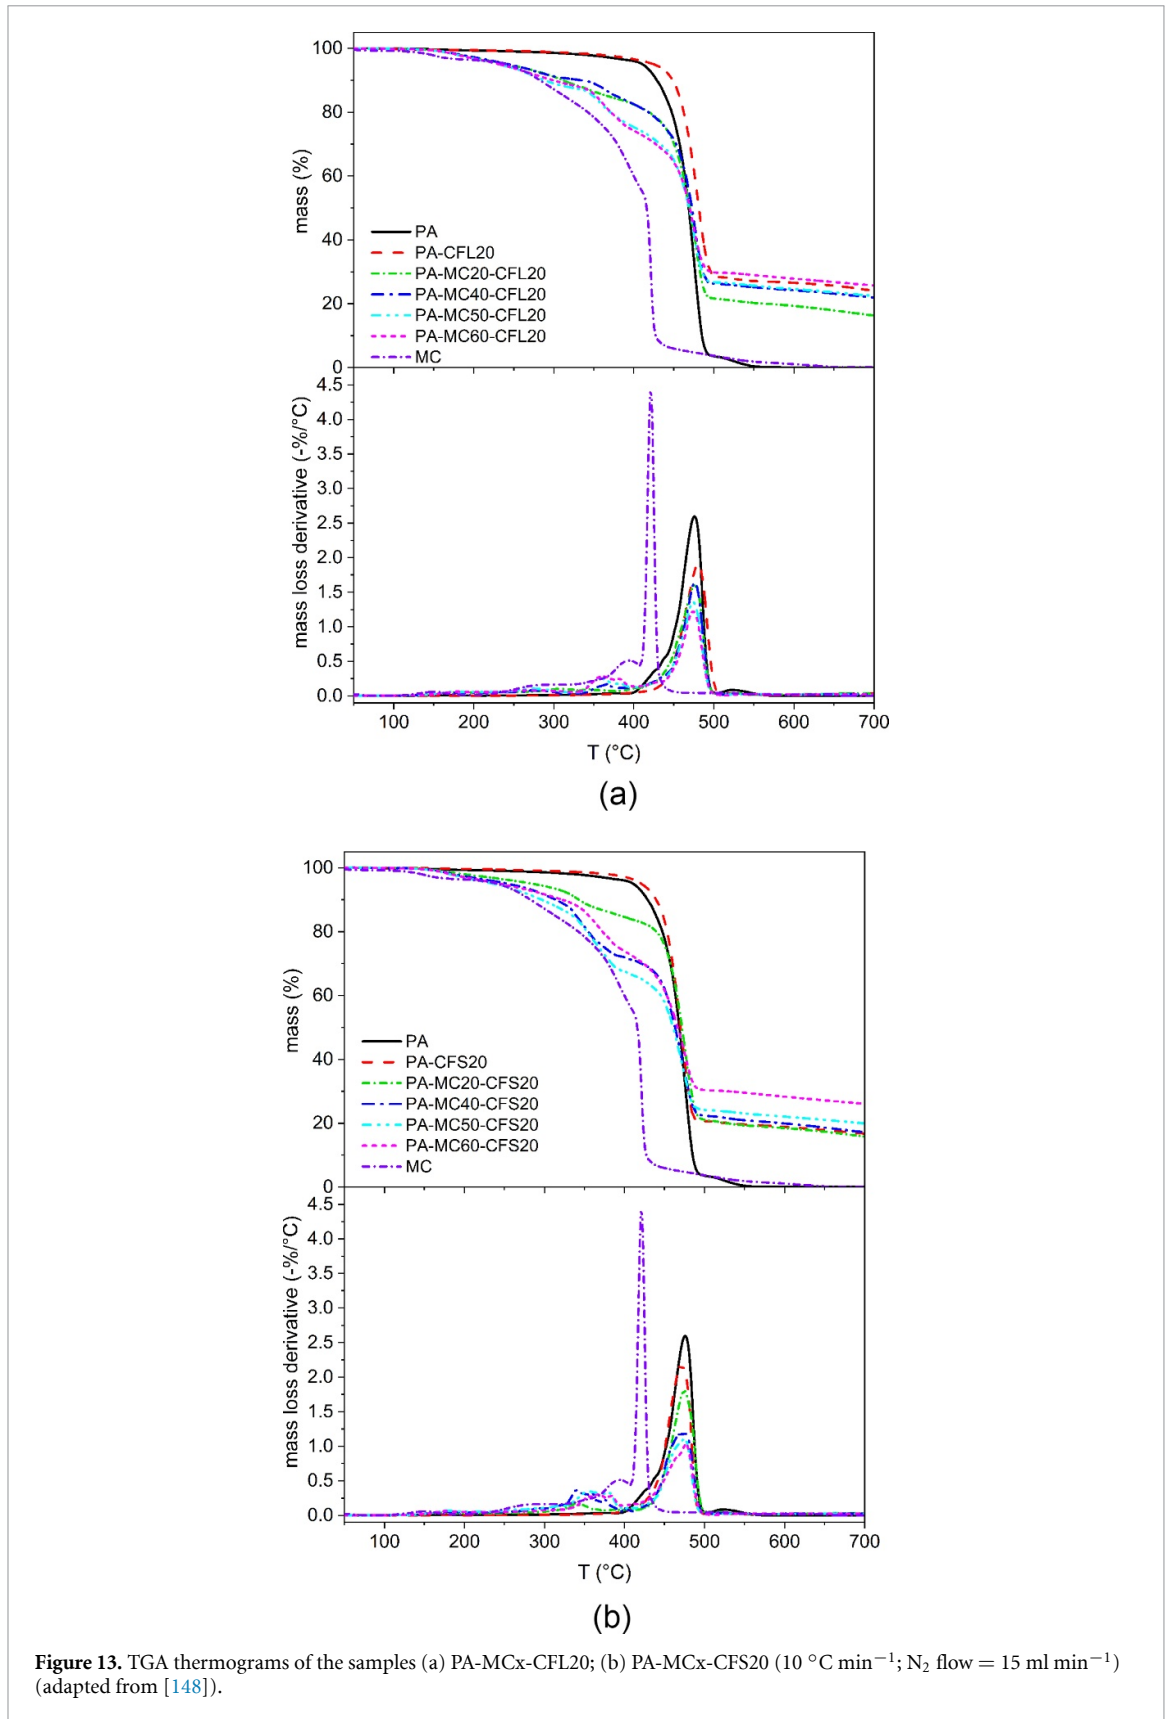 100
80
60
40
20
0
mass (%)
PA
PA-CFL20
PA-MC20-CFL20
PA-MC40-CFL20
PA-MC50-CFL20
PA-MC60-CFL20
MC
4.5
4.0
3.5
3.0
2.5
2.0
1.5
1.0
0.5
0.0
mass loss derivative (-%/°C)
100 200 300 400 500 600 700
T (°C)
(a)
100
80
60
40
20
0
mass (%)
PA
PA-CFS20
PA-MC20-CFS20
PA-MC40-CFS20
PA-MC50-CFS20
PA-MC60-CFS20
MC
4.5
4.0
3.5
3.0
2.5
2.0
1.5
1.0
0.5
0.0
mass loss derivative (-%/°C)
100 200 300 400 500 600 700
T (°C)
(b)
Figure 13. TGA thermograms of the samples (a) PA-MCx-CFL20; (b) PA-MCx-CFS20 (10 °C min⁻¹; N₂ flow = 15 ml min⁻¹)
(adapted from [148]).